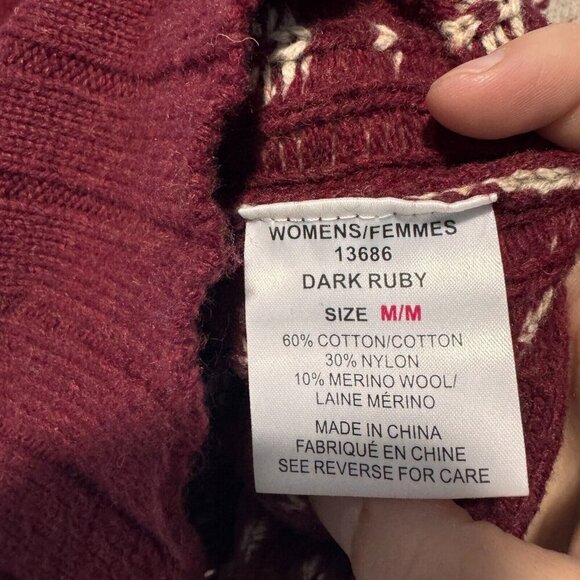 WOMENS/FEMMES
13686
DARK RUBY
SIZE M/M
60% COTTON/COTTON
30% NYLON
10% MERINO WOOL/
LAINE MÉRINO
MADE IN CHINA
FABRIQUÉ EN CHINE
SEE REVERSE FOR CARE